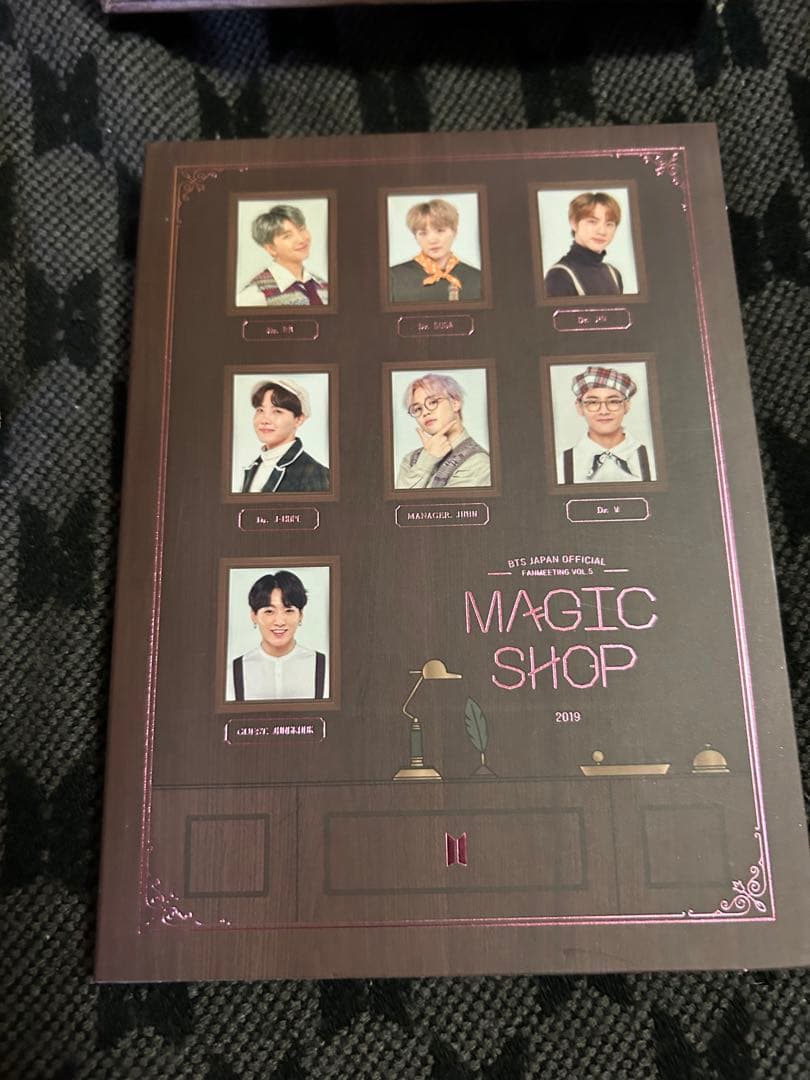 Dr. RM
Dr. SUGA
Dr. JIN
Dr. J-HOPE
MANAGER. JIMIN
Dr. V
GUEST. JUNGKOOK
BTS JAPAN OFFICIAL
FANMEETING VOL.5
MAGIC
SHOP
2019